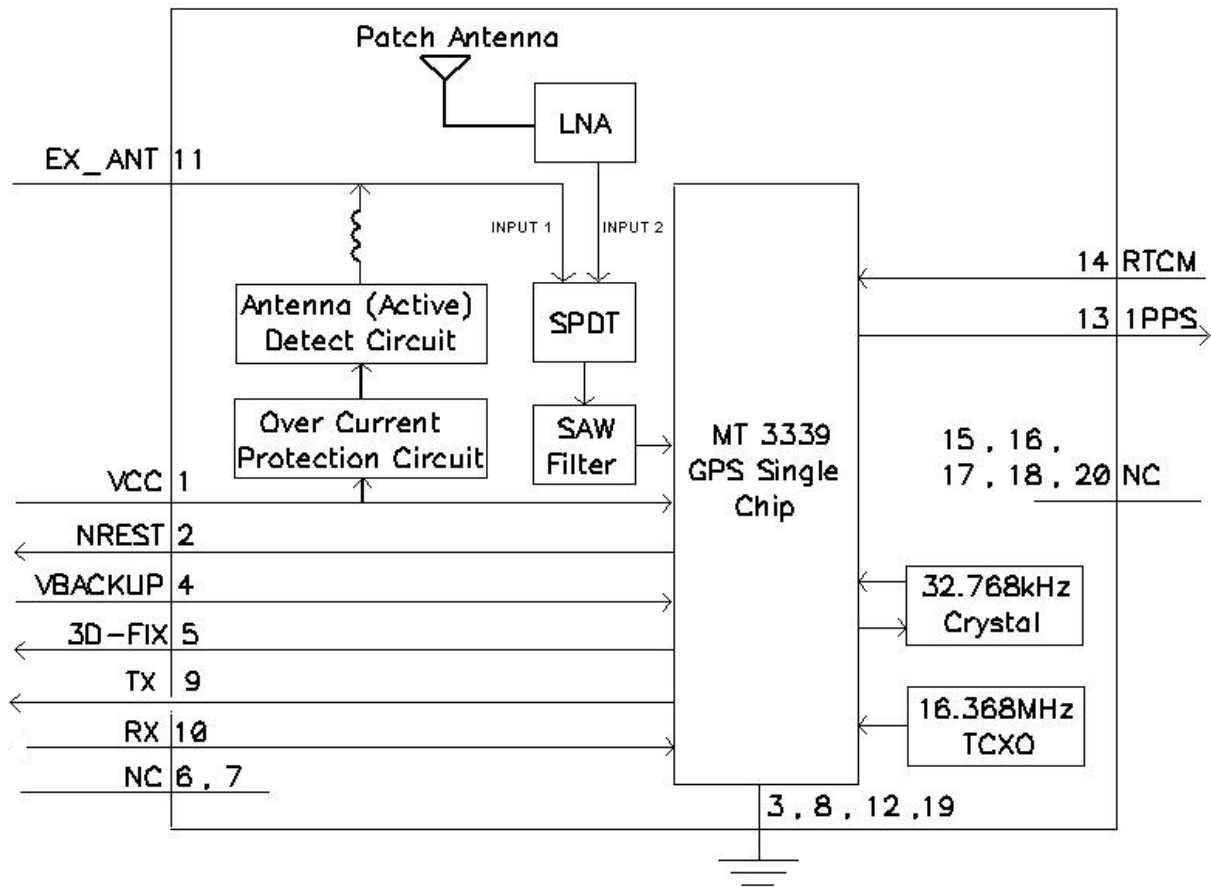 Patch Antenna
LNA
EX_ANT 11
INPUT 1
INPUT 2
Antenna (Active)
Detect Circuit
SPDT
14 RTCM
13 1PPS
Over Current
Protection Circuit
SAW
Filter
MT 3339
GPS Single
Chip
15, 16,
17, 18, 20 NC
VCC 1
NREST 2
VBACKUP 4
3D-FIX 5
TX 9
RX 10
NC 6, 7
32.768kHz
Crystal
16.368MHz
TCXO
3, 8, 12, 19